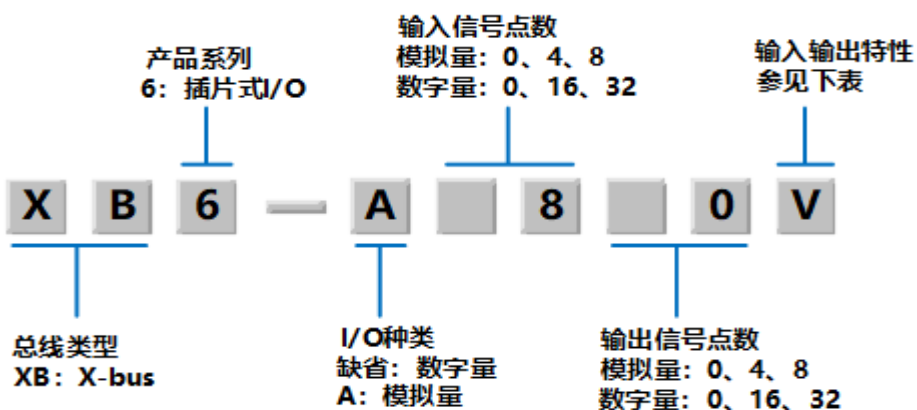 输入信号点数
模拟量：0、4、8
数字量：0、16、32
产品系列
6：插片式I/O
输入输出特性
参见下表
X B 6 — A 8 0 V
总线类型
XB：X-bus
I/O种类
缺省：数字量
A：模拟量
输出信号点数
模拟量：0、4、8
数字量：0、16、32